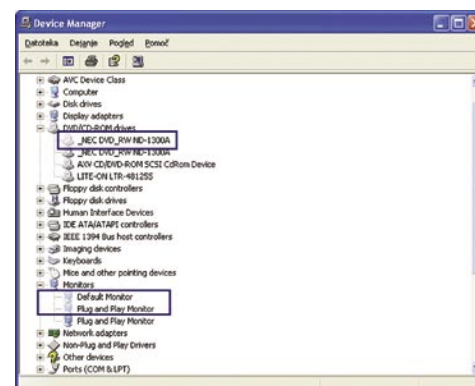 Device Manager
Datoteka Dejanje Pogled Pomoč
AVC Device Class
Computer
Disk drives
Display adapters
DVD/CD-ROM drives
_NEC DVD_RW ND-1300A
_NEC DVD_RW ND-1300A
AXV CD/DVD-ROM SCSI CdRom Device
LITE-ON LTR-48125S
Floppy disk controllers
Floppy disk drives
Human Interface Devices
IDE ATA/ATAPI controllers
IEEE 1394 Bus host controllers
Imaging devices
Keyboards
Mice and other pointing devices
Monitors
Default Monitor
Plug and Play Monitor
Plug and Play Monitor
Network adapters
Non-Plug and Play Drivers
Other devices
Ports (COM & LPT)